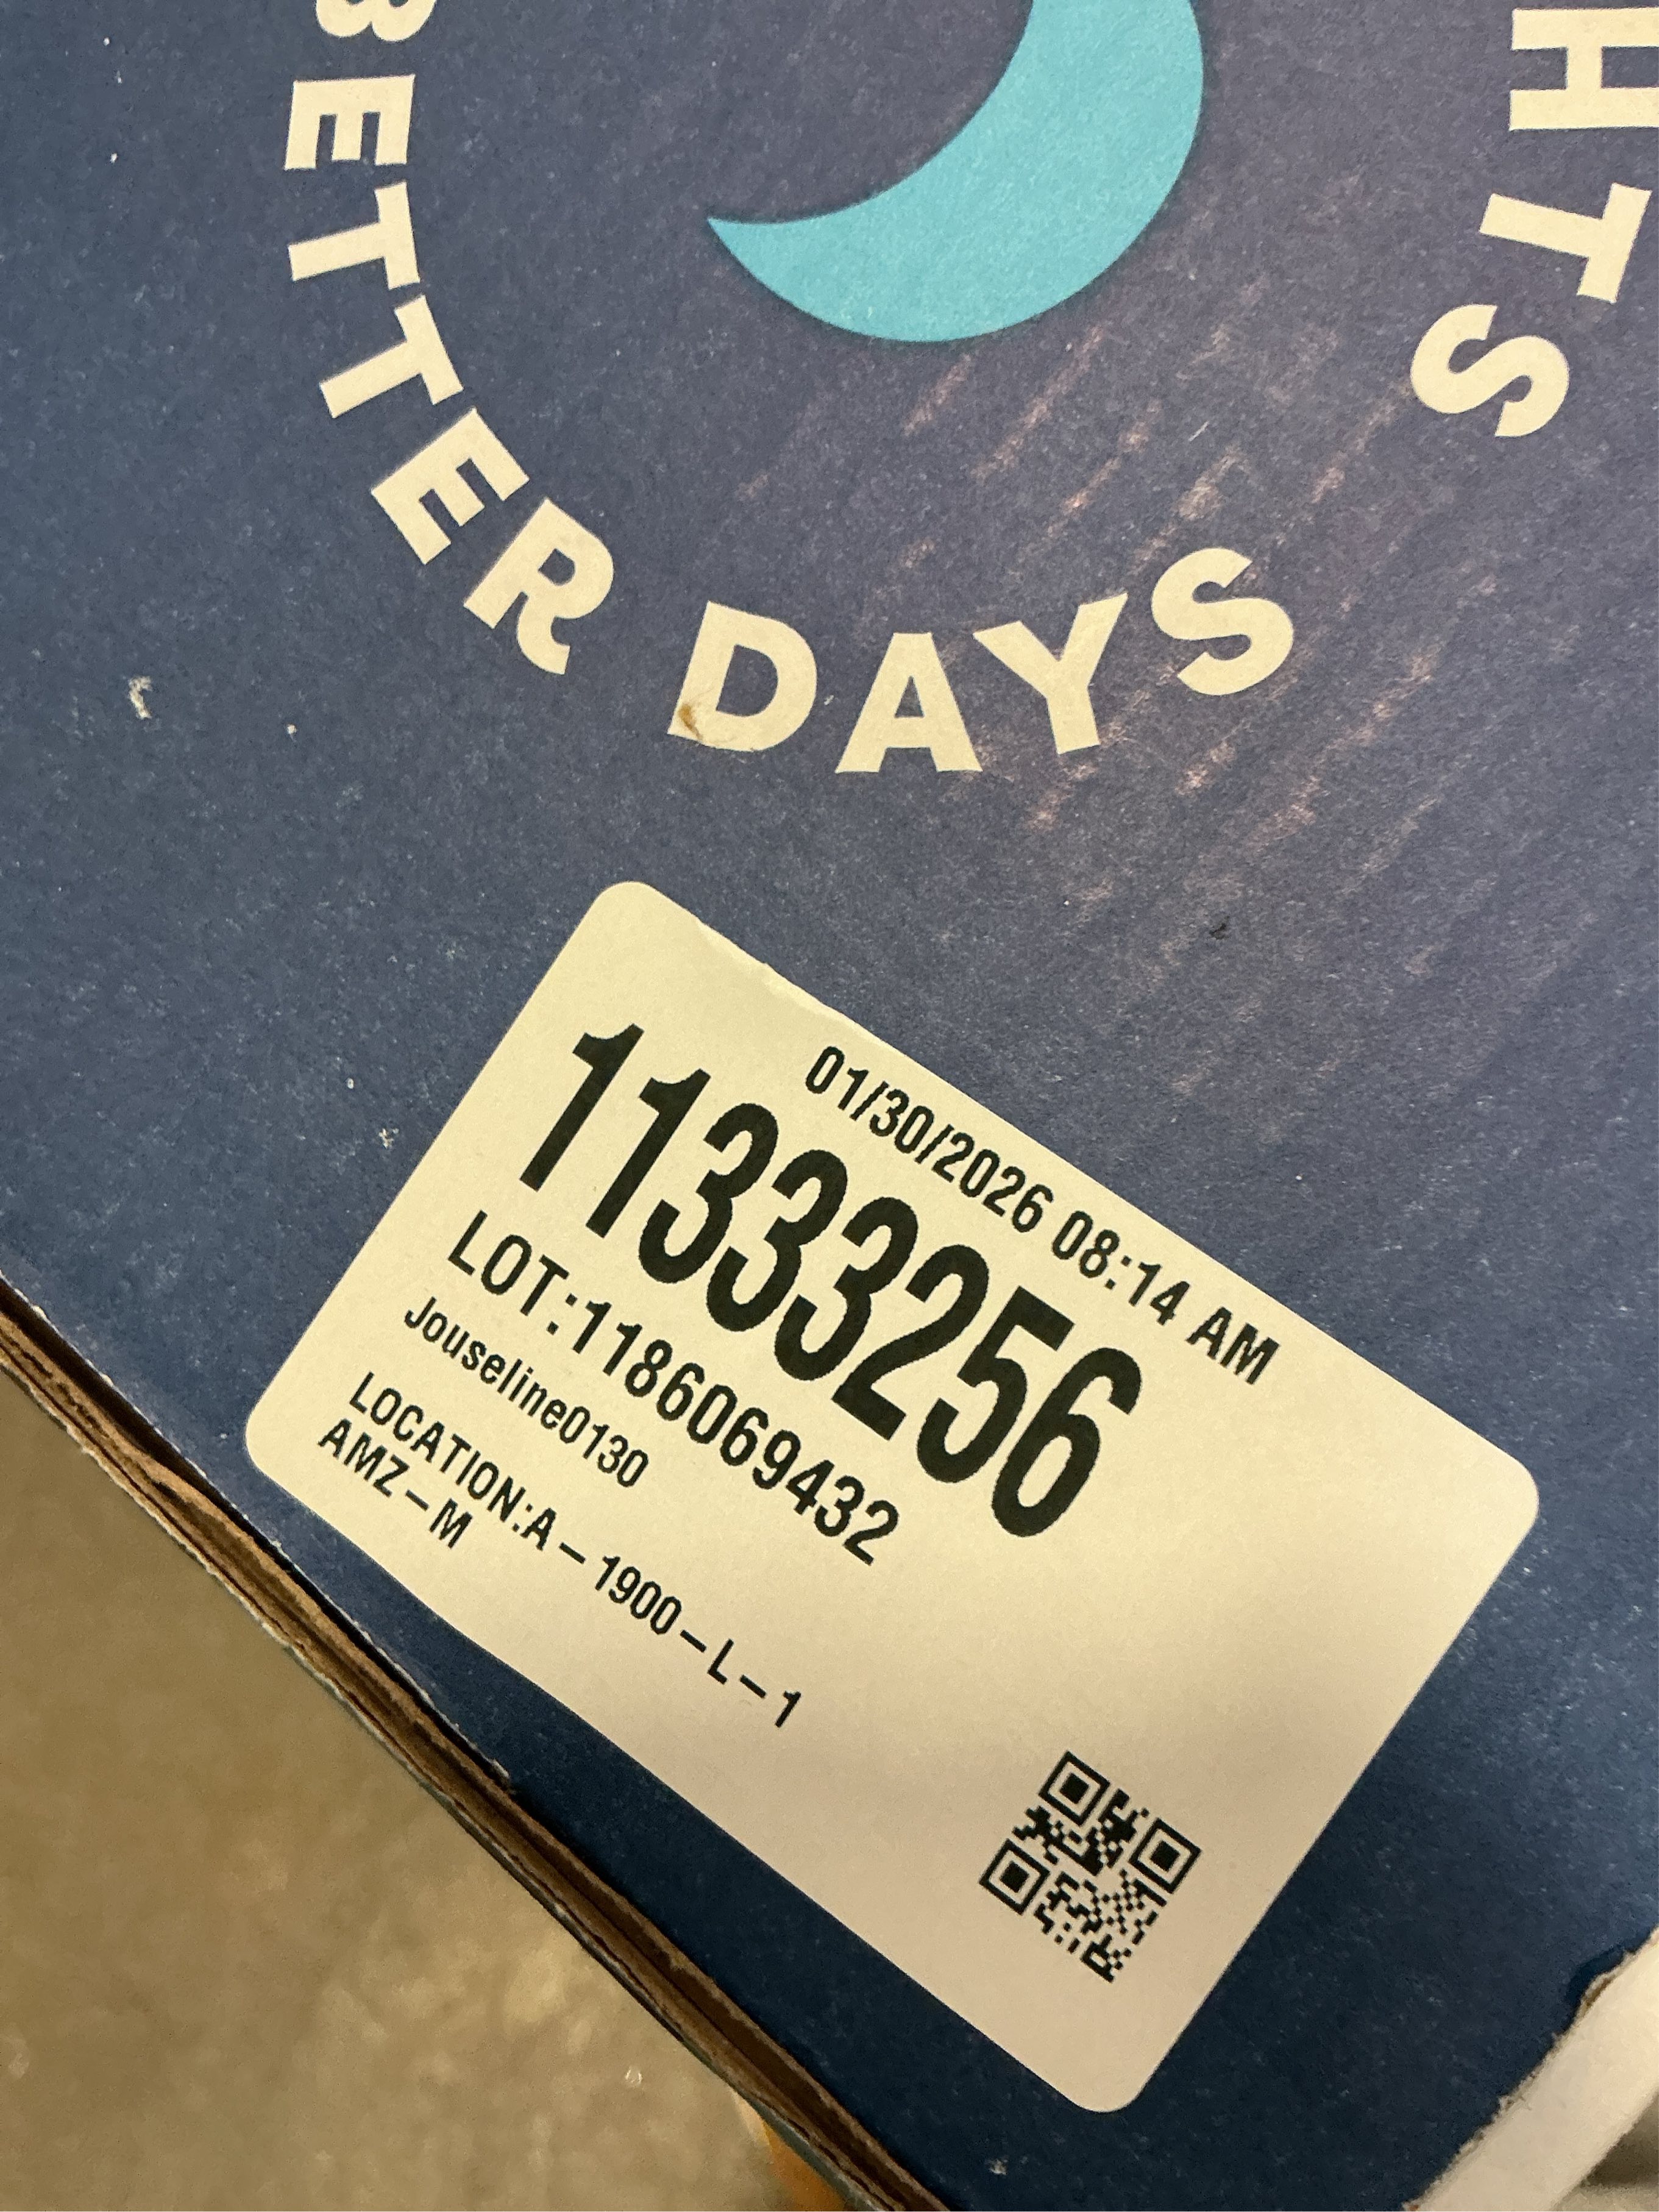 BETTER DAYS
HTS
01/30/2026 08:14 AM
11333256
LOT:1186069432
Jouseline0130
LOCATION:A-1900-L-1
AMZ-M